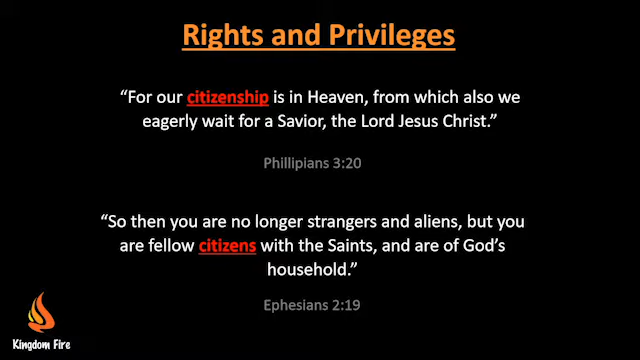 Rights and Privileges
“For our citizenship is in Heaven, from which also we
eagerly wait for a Savior, the Lord Jesus Christ.”
Phillipians 3:20
“So then you are no longer strangers and aliens, but you
are fellow citizens with the Saints, and are of God’s
household.”
Ephesians 2:19
Kingdom Fire